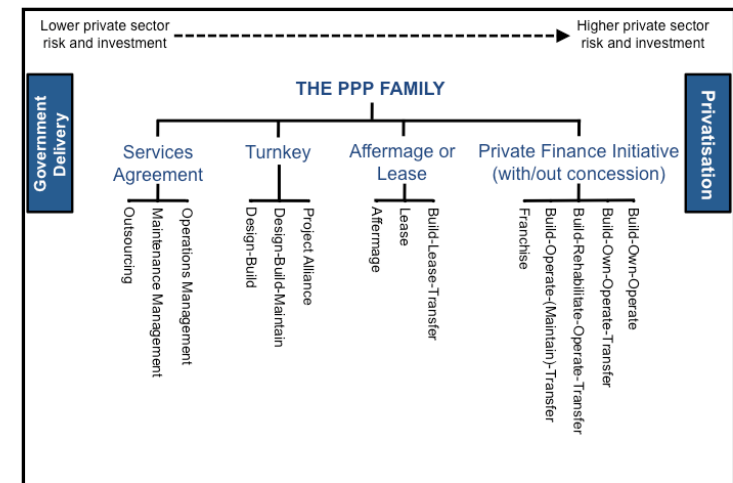 Lower private sector
risk and investment
Higher private sector
risk and investment
Government
Delivery
THE PPP FAMILY
Privatisation
Services
Agreement
Turnkey
Affermage or
Lease
Private Finance Initiative
(with/out concession)
Outsourcing
Maintenance Management
Operations Management
Design-Build
Design-Build-Maintain
Project Alliance
Affermage
Lease
Build-Lease-Transfer
Franchise
Build-Operate-(Maintain)-Transfer
Build-Rehabilitate-Operate-Transfer
Build-Own-Operate-Transfer
Build-Own-Operate